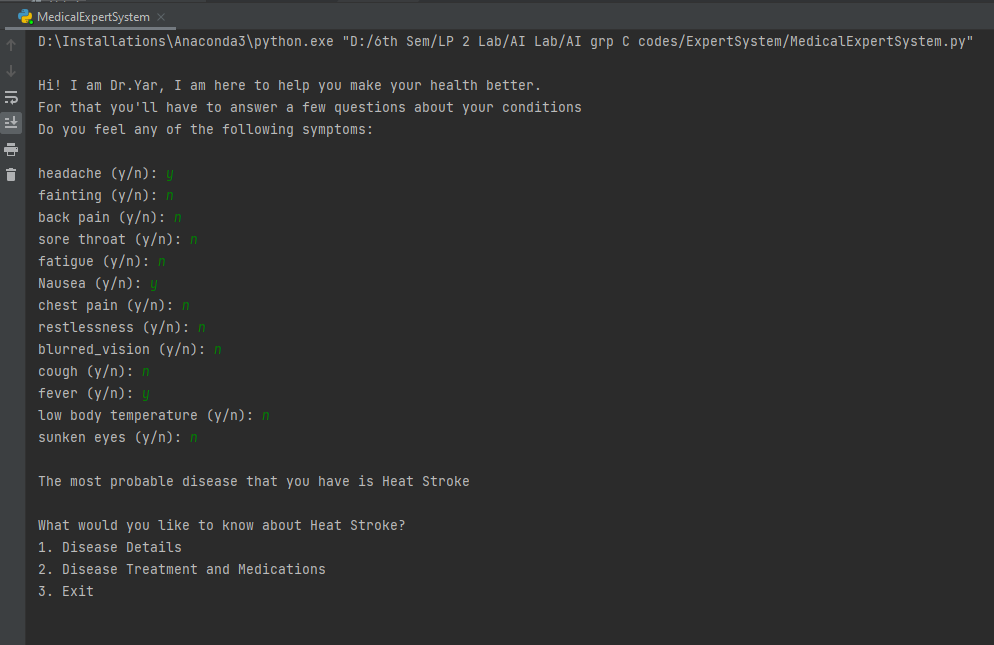 MedicalExpertSystem
D:\Installations\Anaconda3\python.exe "D:/6th Sem/LP 2 Lab/AI Lab/AI grp C codes/ExpertSystem/MedicalExpertSystem.py"
Hi! I am Dr.Yar, I am here to help you make your health better.
For that you'll have to answer a few questions about your conditions
Do you feel any of the following symptoms:
headache (y/n): y
fainting (y/n): n
back pain (y/n): n
sore throat (y/n): n
fatigue (y/n): n
Nausea (y/n): y
chest pain (y/n): n
restlessness (y/n): n
blurred_vision (y/n): n
cough (y/n): n
fever (y/n): y
low body temperature (y/n): n
sunken eyes (y/n): n
The most probable disease that you have is Heat Stroke
What would you like to know about Heat Stroke?
1. Disease Details
2. Disease Treatment and Medications
3. Exit